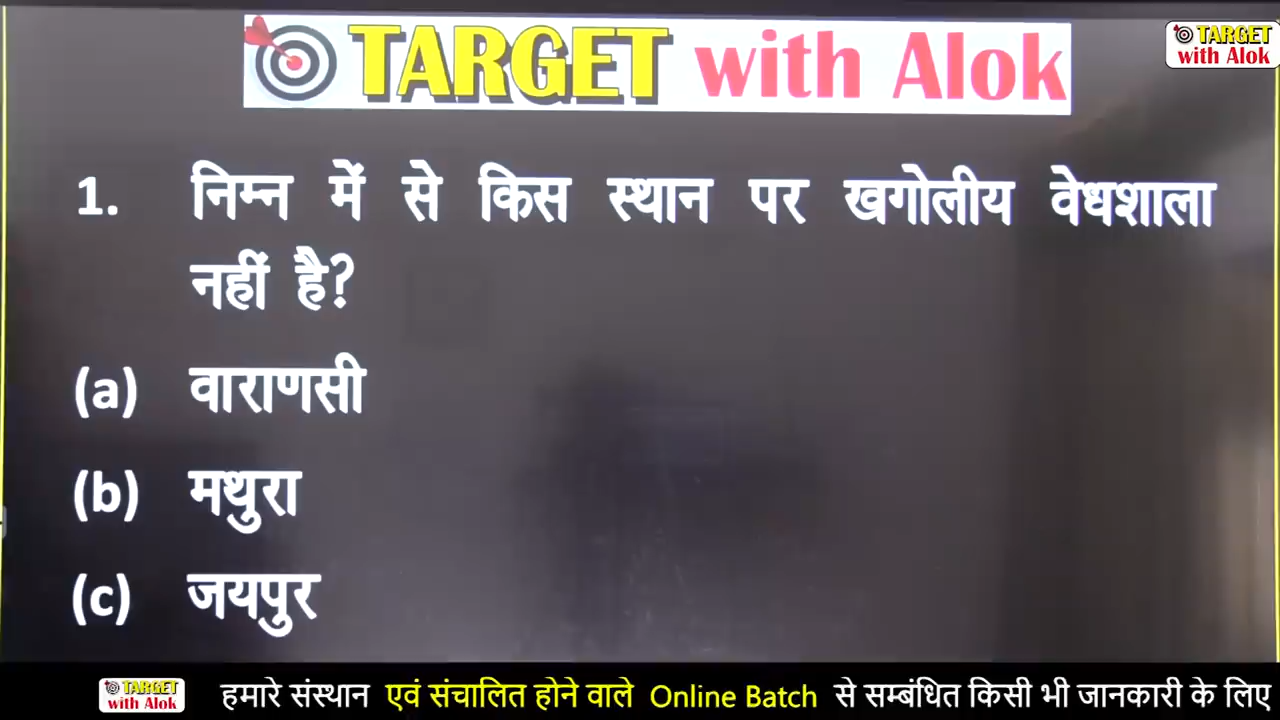 TARGET with Alok
TARGET
with Alok
1. निम्न में से किस स्थान पर खगोलीय वेधशाला
नहीं है?
(a) वाराणसी
(b) मथुरा
(c) जयपुर
TARGET
with Alok
हमारे संस्थान एवं संचालित होने वाले Online Batch से सम्बंधित किसी भी जानकारी के लिए